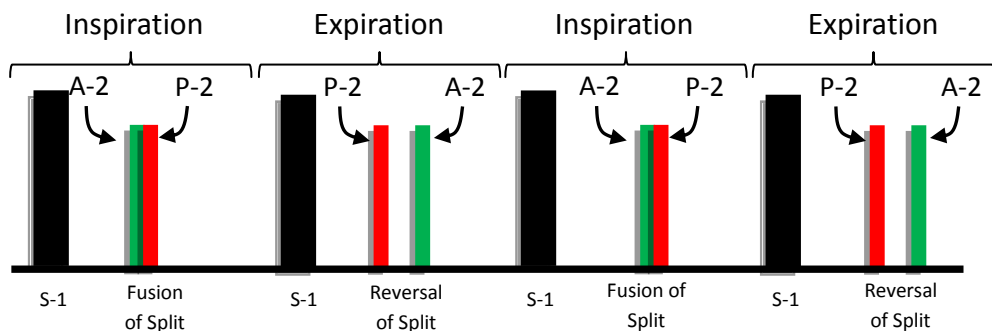 Inspiration Expiration Inspiration Expiration
A-2 P-2 P-2 A-2 A-2 P-2 P-2 A-2
S-1 Fusion S-1 Reversal S-1 Fusion of S-1 Reversal
of Split of Split Split of Split